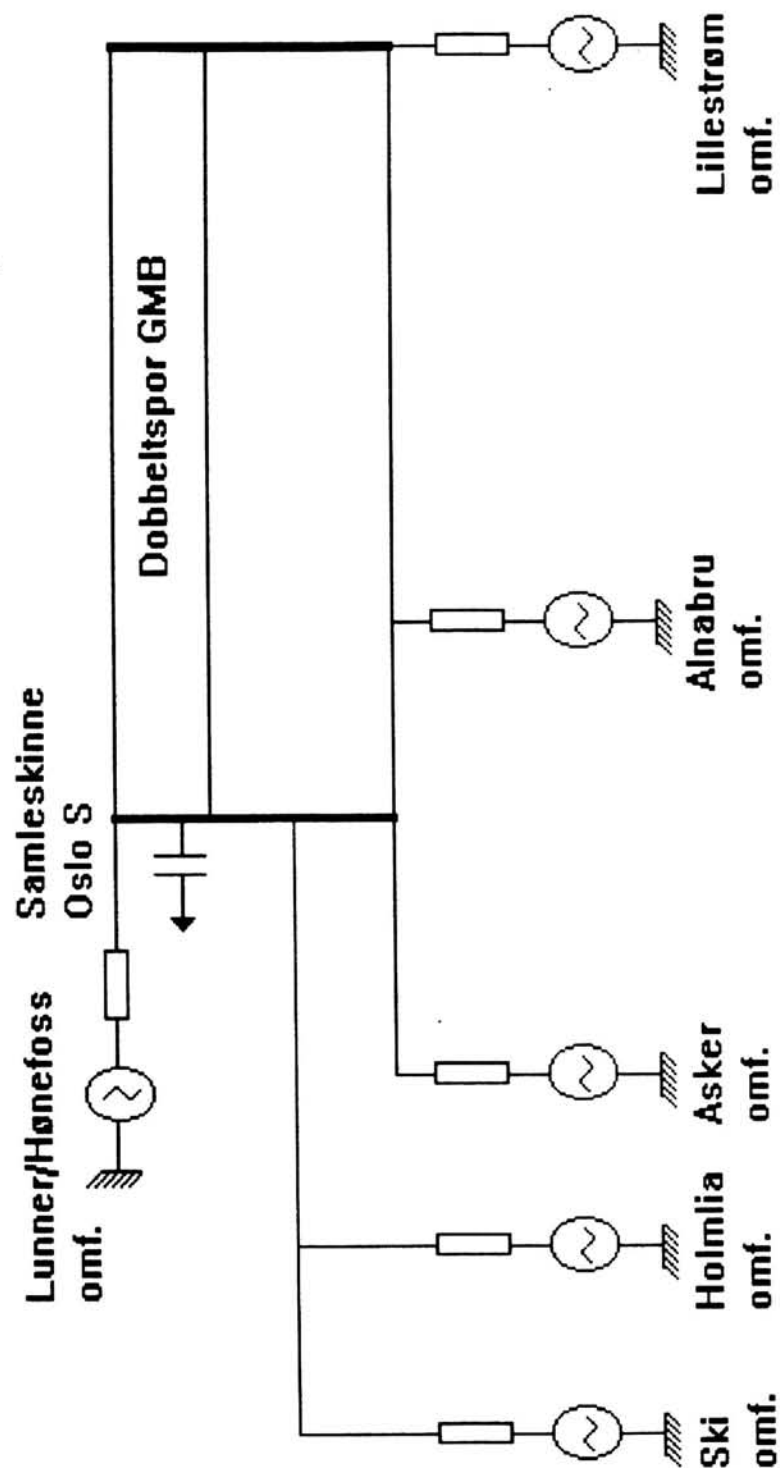 Lunner/Hønefoss
omf.
Samleskinne
Oslo S
Dobbeltspor GMB
Ski
omf.
Holmlia
omf.
Asker
omf.
Alnabru
omf.
Lillestrøm
omf.